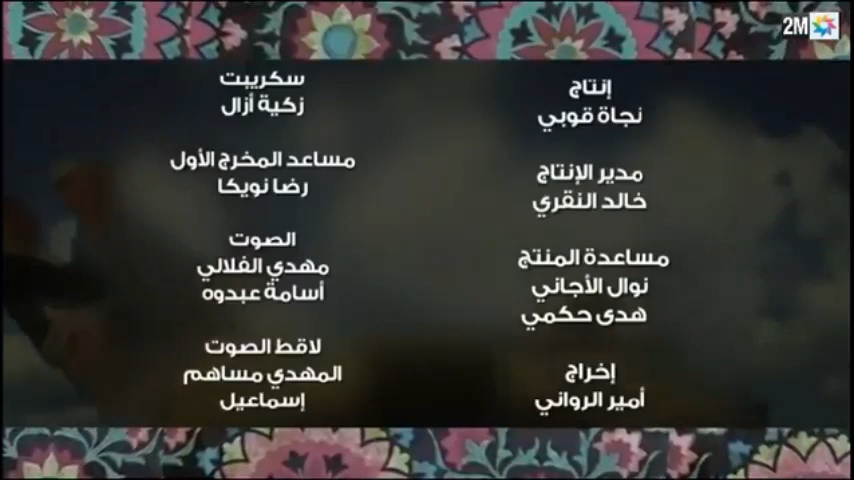 2M
إنتاج
نجاة قوبي
مدير الإنتاج
خالد النقري
مساعدة المنتج
نوال الأجاني
هدى حكمي
إخراج
أمير الرواني
سكريبت
زكية أزال
مساعد المخرج الأول
رضا نويكا
الصوت
مهدي الفلالي
أسامة عبدوه
لاقط الصوت
المهدي مساهم
إسماعيل